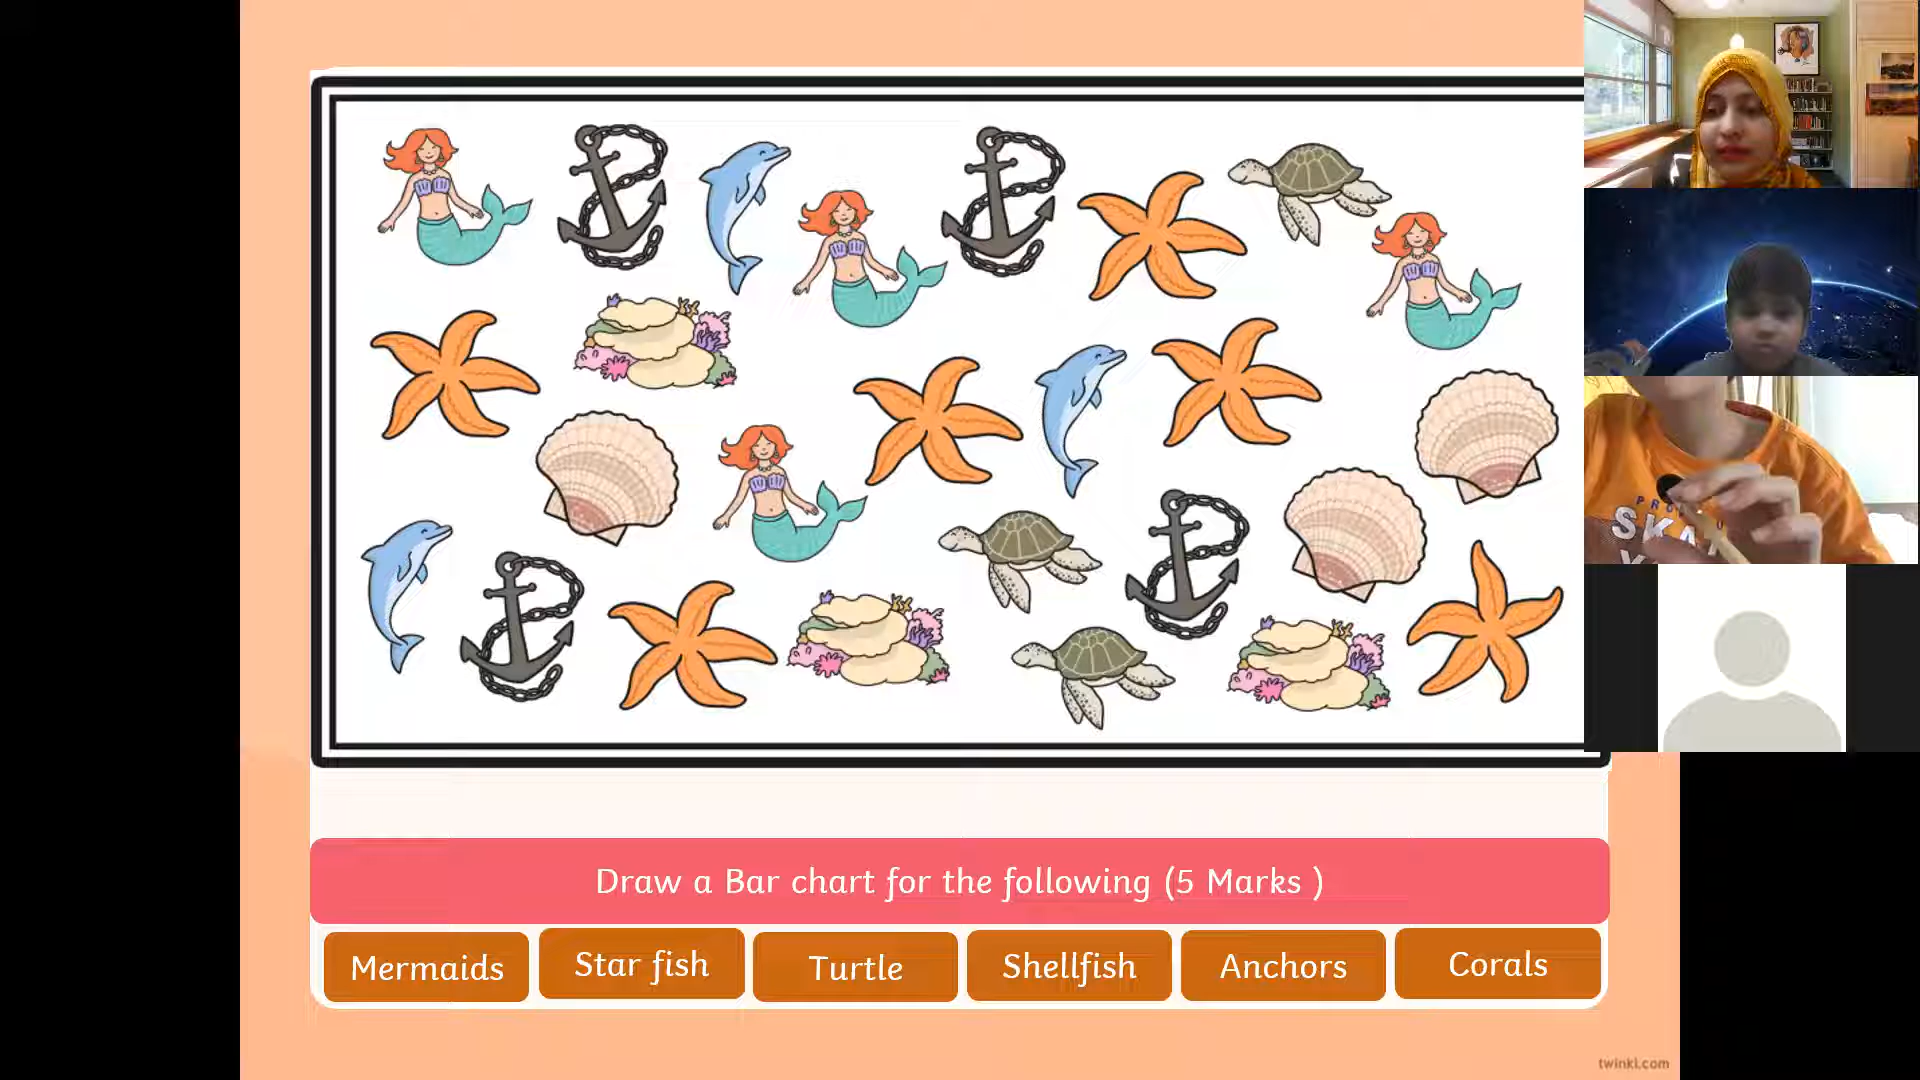 Draw a Bar chart for the following (5 Marks )
Mermaids
Star fish
Turtle
Shellfish
Anchors
Corals
twinkl.com